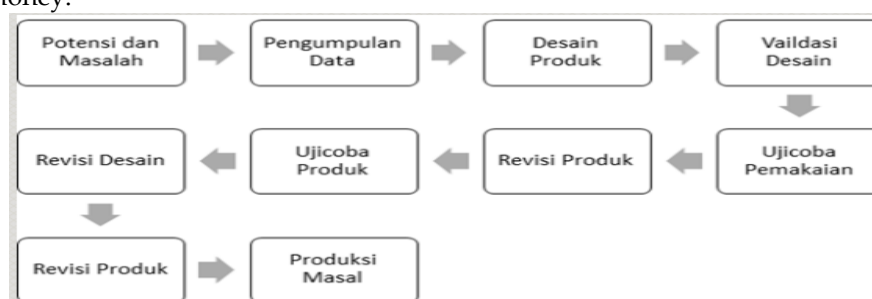 money.
Potensi dan
Masalah
Pengumpulan
Data
Desain
Produk
Vaildasi
Desain
Revisi Desain
Ujicoba
Produk
Revisi Produk
Ujicoba
Pemakaian
Revisi Produk
Produksi
Masal